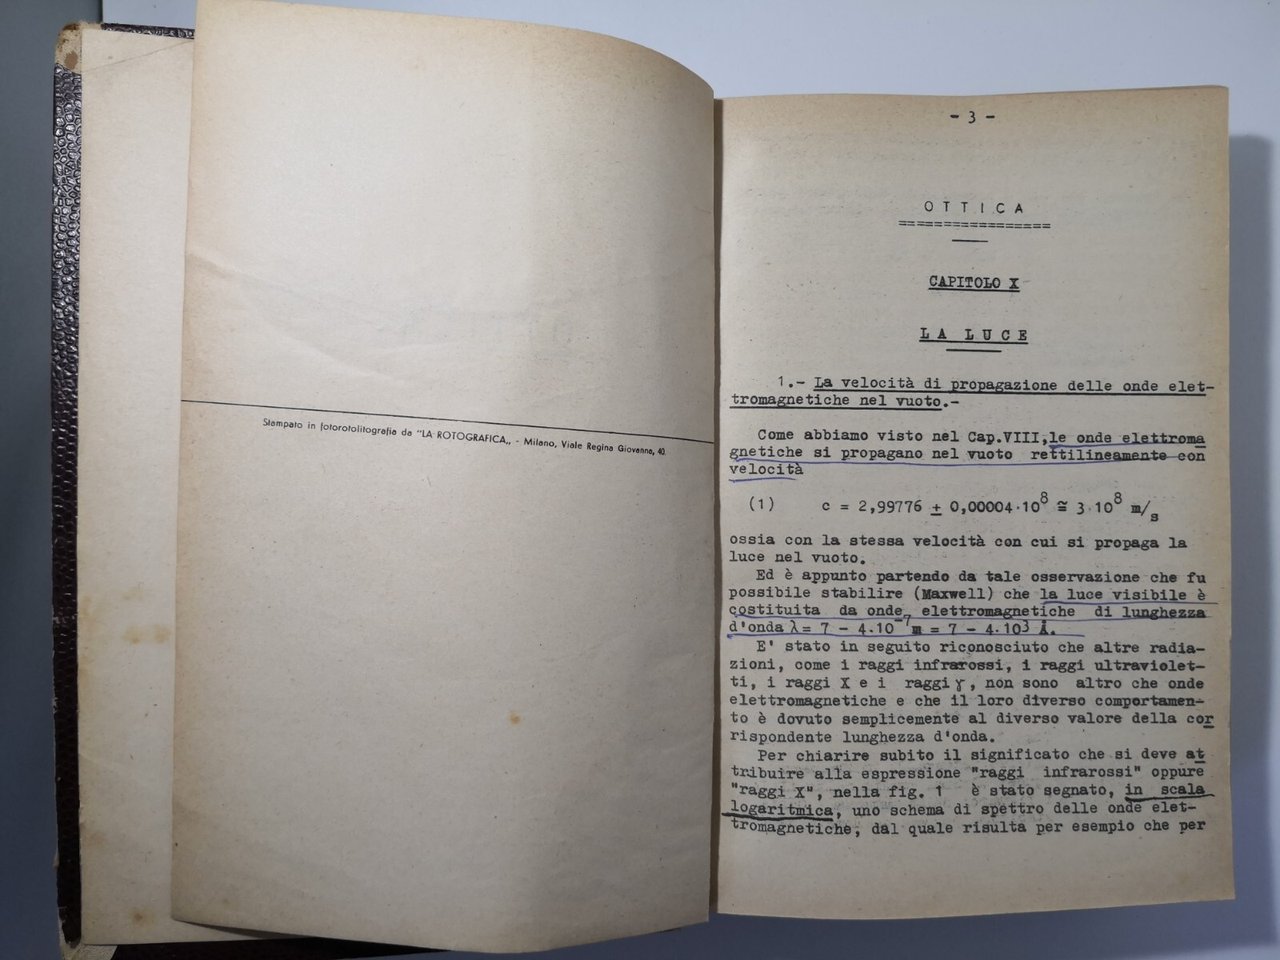 Stampato in fotorotolitografia da "LA ROTOGRAFICA„ - Milano, Viale Regina Giovanna, 40
- 3 -
OTTICA
CAPITOLO X
LA LUCE
1.- La velocità di propagazione delle onde elet-
tromagnetiche nel vuoto.-
Come abbiamo visto nel Cap.VIII, le onde elettroma
gnetiche si propagano nel vuoto rettilineamente con
velocità
(1) c = 2,99776 ± 0,00004·10⁸ ≅ 3·10⁸ m/s
ossia con la stessa velocità con cui si propaga la
luce nel vuoto.
Ed è appunto partendo da tale osservazione che fu
possibile stabilire (Maxwell) che la luce visibile è
costituita da onde elettromagnetiche di lunghezza
d'onda λ = 7 - 4.10⁻⁷ m = 7 - 4.10³ Å.
E' stato in seguito riconosciuto che altre radia-
zioni, come i raggi infrarossi, i raggi ultraviolet-
ti, i raggi X e i raggi γ, non sono altro che onde
elettromagnetiche e che il loro diverso comportamen-
to è dovuto semplicemente al diverso valore della cor
rispondente lunghezza d'onda.
Per chiarire subito il significato che si deve at
tribuire alla espressione "raggi infrarossi" oppure
"raggi X", nella fig. 1 è stato segnato, in scala
logaritmica, uno schema di spettro delle onde elet-
tromagnetiche, dal quale risulta per esempio che per